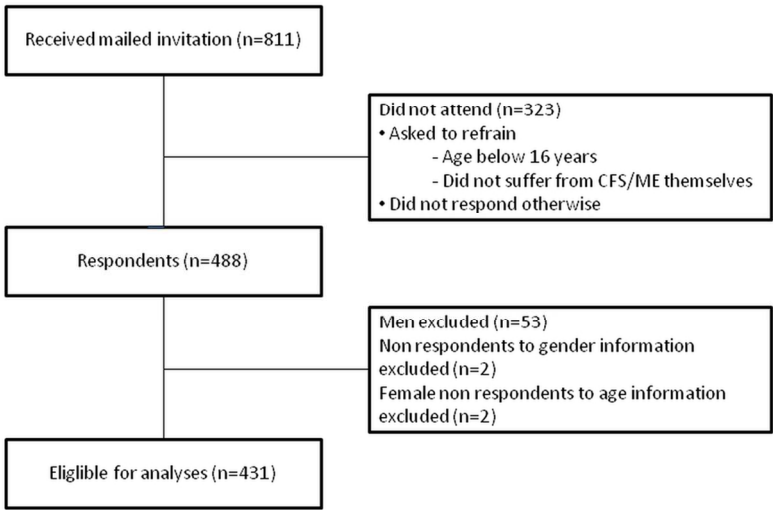 Received mailed invitation (n=811)
Did not attend (n=323)
• Asked to refrain
- Age below 16 years
- Did not suffer from CFS/ME themselves
• Did not respond otherwise
Respondents (n=488)
Men excluded (n=53)
Non respondents to gender information
excluded (n=2)
Female non respondents to age information
excluded (n=2)
Eliglible for analyses (n=431)